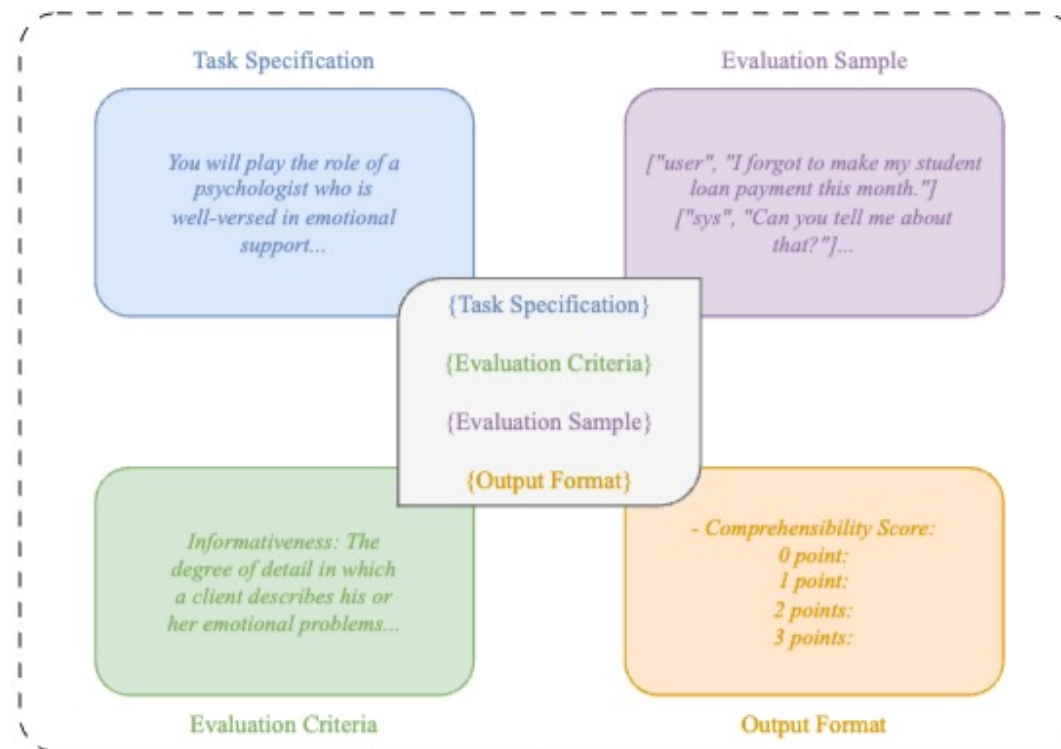 Task Specification
You will play the role of a
psychologist who is
well-versed in emotional
support...
Evaluation Sample
["user", "I forgot to make my student
loan payment this month."]
["sys", "Can you tell me about
that?"]...
{Task Specification}
{Evaluation Criteria}
{Evaluation Sample}
{Output Format}
Informativeness: The
degree of detail in which
a client describes his or
her emotional problems...
Evaluation Criteria
- Comprehensibility Score:
0 point:
1 point:
2 points:
3 points:
Output Format